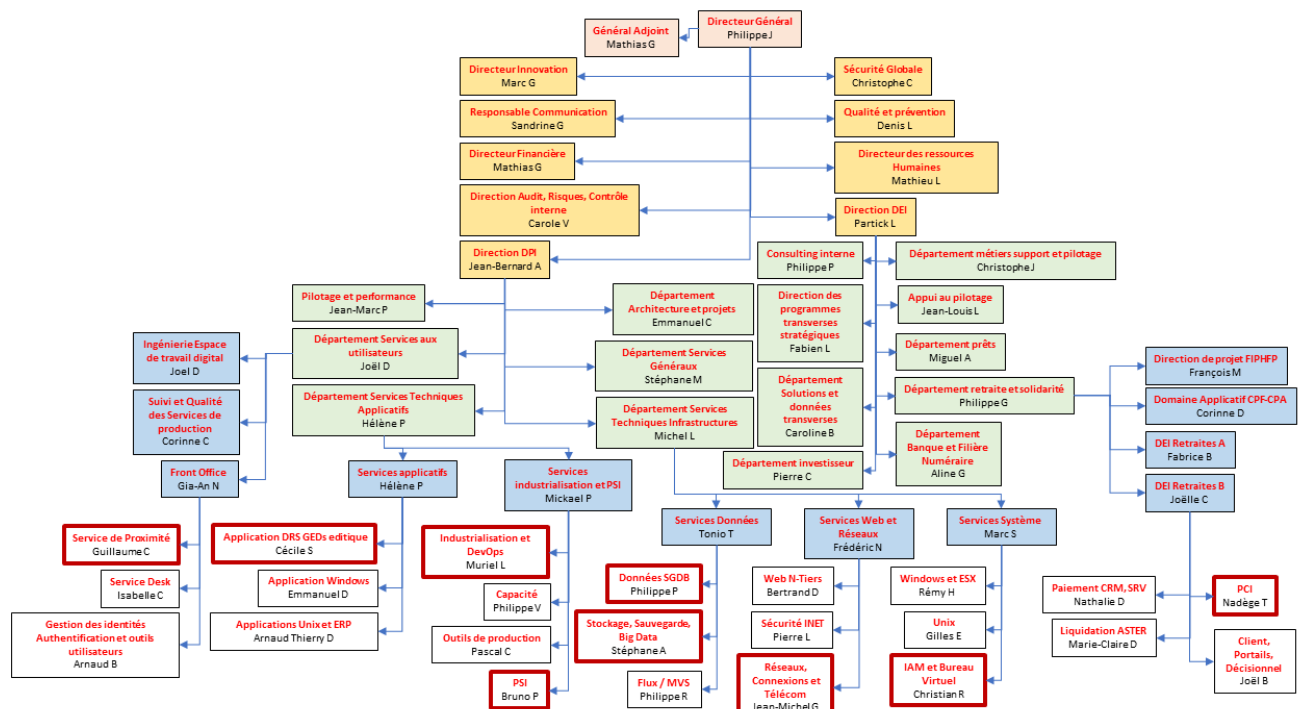 Directeur Général
Philippe J
Général Adjoint
Mathias G
Directeur Innovation
Marc G
Sécurité Globale
Christophe C
Responsable Communication
Sandrine G
Qualité et prévention
Denis L
Directeur Financière
Mathias G
Directeur des ressources
Humaines
Mathieu L
Direction Audit, Risques, Contrôle
interne
Carole V
Direction DEI
Partick L
Direction DPI
Jean-Bernard A
Consulting interne
Philippe P
Département métiers support et pilotage
Christophe J
Pilotage et performance
Jean-Marc P
Département
Architecture et projets
Emmanuel C
Direction des
programmes
transverses
stratégiques
Fabien L
Appui au pilotage
Jean-Louis L
Ingénierie Espace
de travail digital
Joel D
Département Services aux
utilisateurs
Joël D
Département Services
Généraux
Stéphane M
Département prêts
Miguel A
Direction de projet FIPHFP
François M
Suivi et Qualité
des Services de
production
Corinne C
Département Services Techniques
Applicatifs
Hélène P
Département Services
Techniques Infrastructures
Michel L
Département
Solutions et
données
transverses
Caroline B
Département retraite et solidarité
Philippe G
Domaine Applicatif CPF-CPA
Corinne D
Département
Banque et Filière
Numéraire
Aline G
DEI Retraites A
Fabrice B
Front Office
Gia-An N
Services applicatifs
Hélène P
Services
industrialisation et PSI
Mickael P
Département investisseur
Pierre C
DEI Retraites B
Joëlle C
Services Données
Tonio T
Services Web et
Réseaux
Frédéric N
Services Système
Marc S
Service de Proximité
Guillaume C
Application DRS GEDs editique
Cécile S
Industrialisation et
DevOps
Muriel L
Données SGDB
Philippe P
Web N-Tiers
Bertrand D
Windows et ESX
Rémy H
Paiement CRM, SRV
Nathalie D
PCI
Nadège T
Service Desk
Isabelle C
Application Windows
Emmanuel D
Capacité
Philippe V
Stockage, Sauvegarde,
Big Data
Stéphane A
Sécurité INET
Pierre L
Unix
Gilles E
Liquidation ASTER
Marie-Claire D
Client,
Portails,
Décisionnel
Joël B
Gestion des identités
Authentification et outils
utilisateurs
Arnaud B
Applications Unix et ERP
Arnaud Thierry D
Outils de production
Pascal C
PSI
Bruno P
Flux / MVS
Philippe R
Réseaux,
Connexions et
Télécom
Jean-Michel G
IAM et Bureau
Virtuel
Christian R